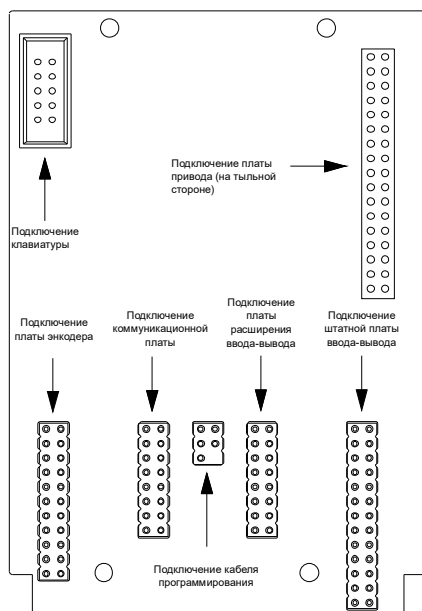 Подключение платы
привода (на тыльной
стороне)
Подключение
клавиатуры
Подключение
платы энкодера
Подключение
коммуникационной
платы
Подключение
платы
расширения
ввода-вывода
Подключение
штатной платы
ввода-вывода
Подключение кабеля
программирования